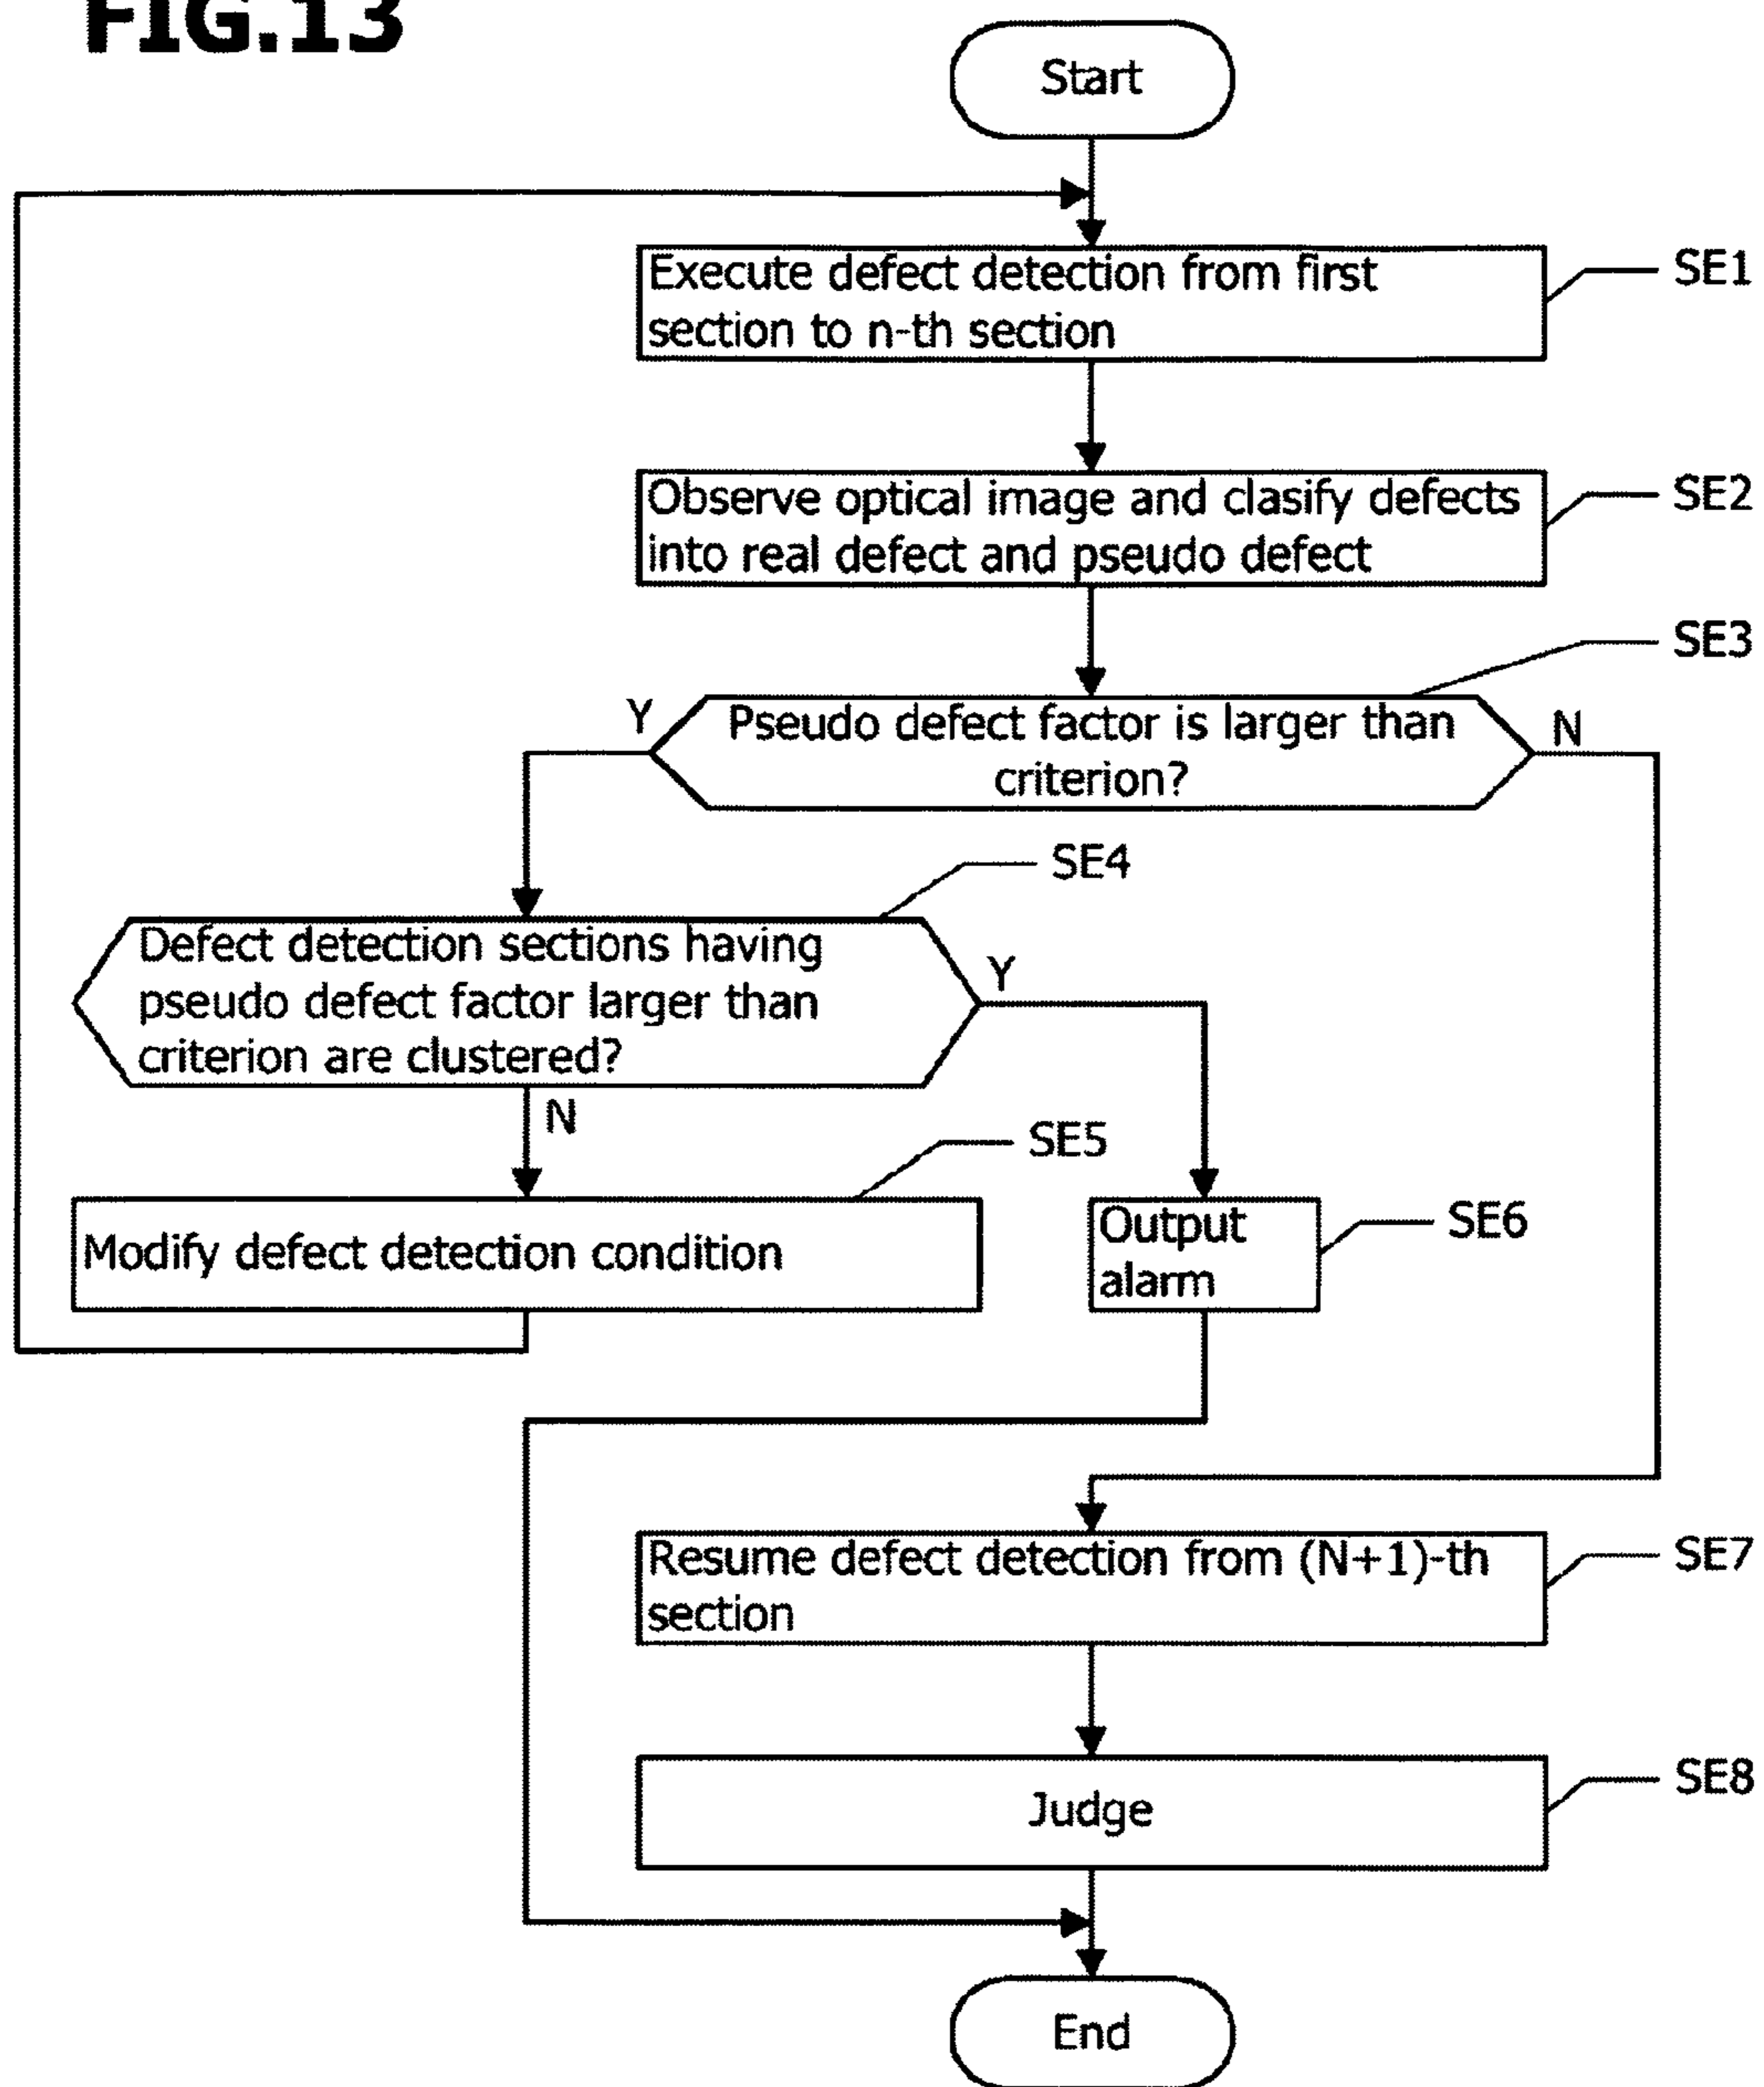 FIG.13
Start
Execute defect detection from first
section to n-th section
SE1
Observe optical image and clasify defects
into real defect and pseudo defect
SE2
SE3
Y
Pseudo defect factor is larger than
criterion?
N
SE4
Defect detection sections having
pseudo defect factor larger than
criterion are clustered?
Y
N
SE5
Modify defect detection condition
Output
alarm
SE6
Resume defect detection from (N+1)-th
section
SE7
Judge
SE8
End